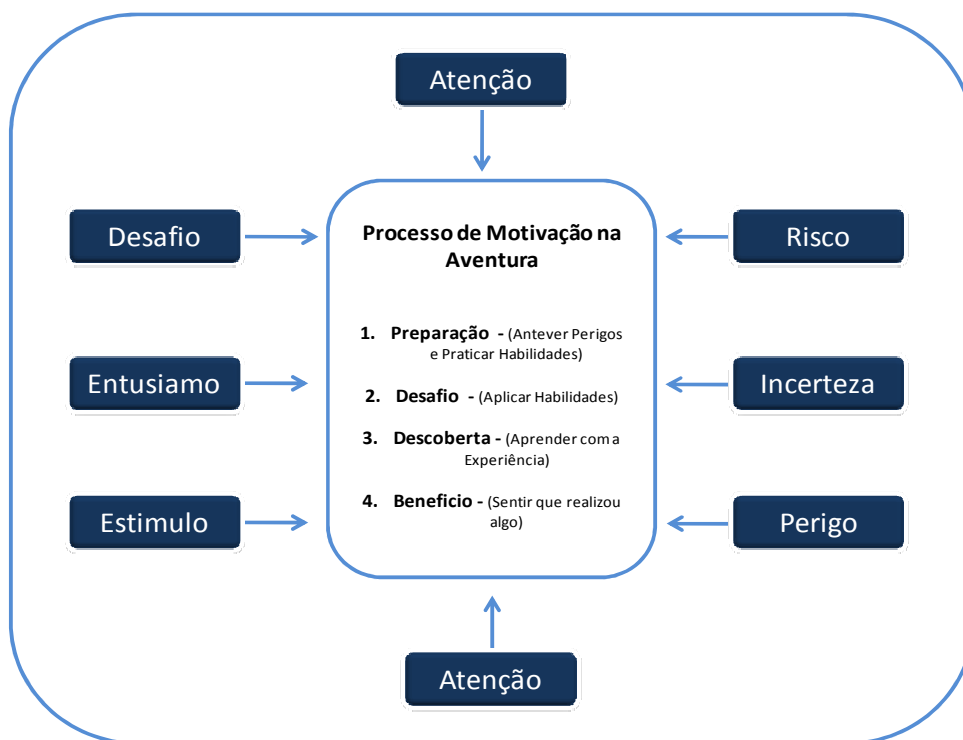 Atenção
Desafio
Risco
Processo de Motivação na
Aventura
1. Preparação - (Antever Perigos
e Praticar Habilidades)
Entusiamo
Incerteza
2. Desafio - (Aplicar Habilidades)
3. Descoberta - (Aprender com a
Experiência)
4. Beneficio - (Sentir que realizou
algo)
Estimulo
Perigo
Atenção